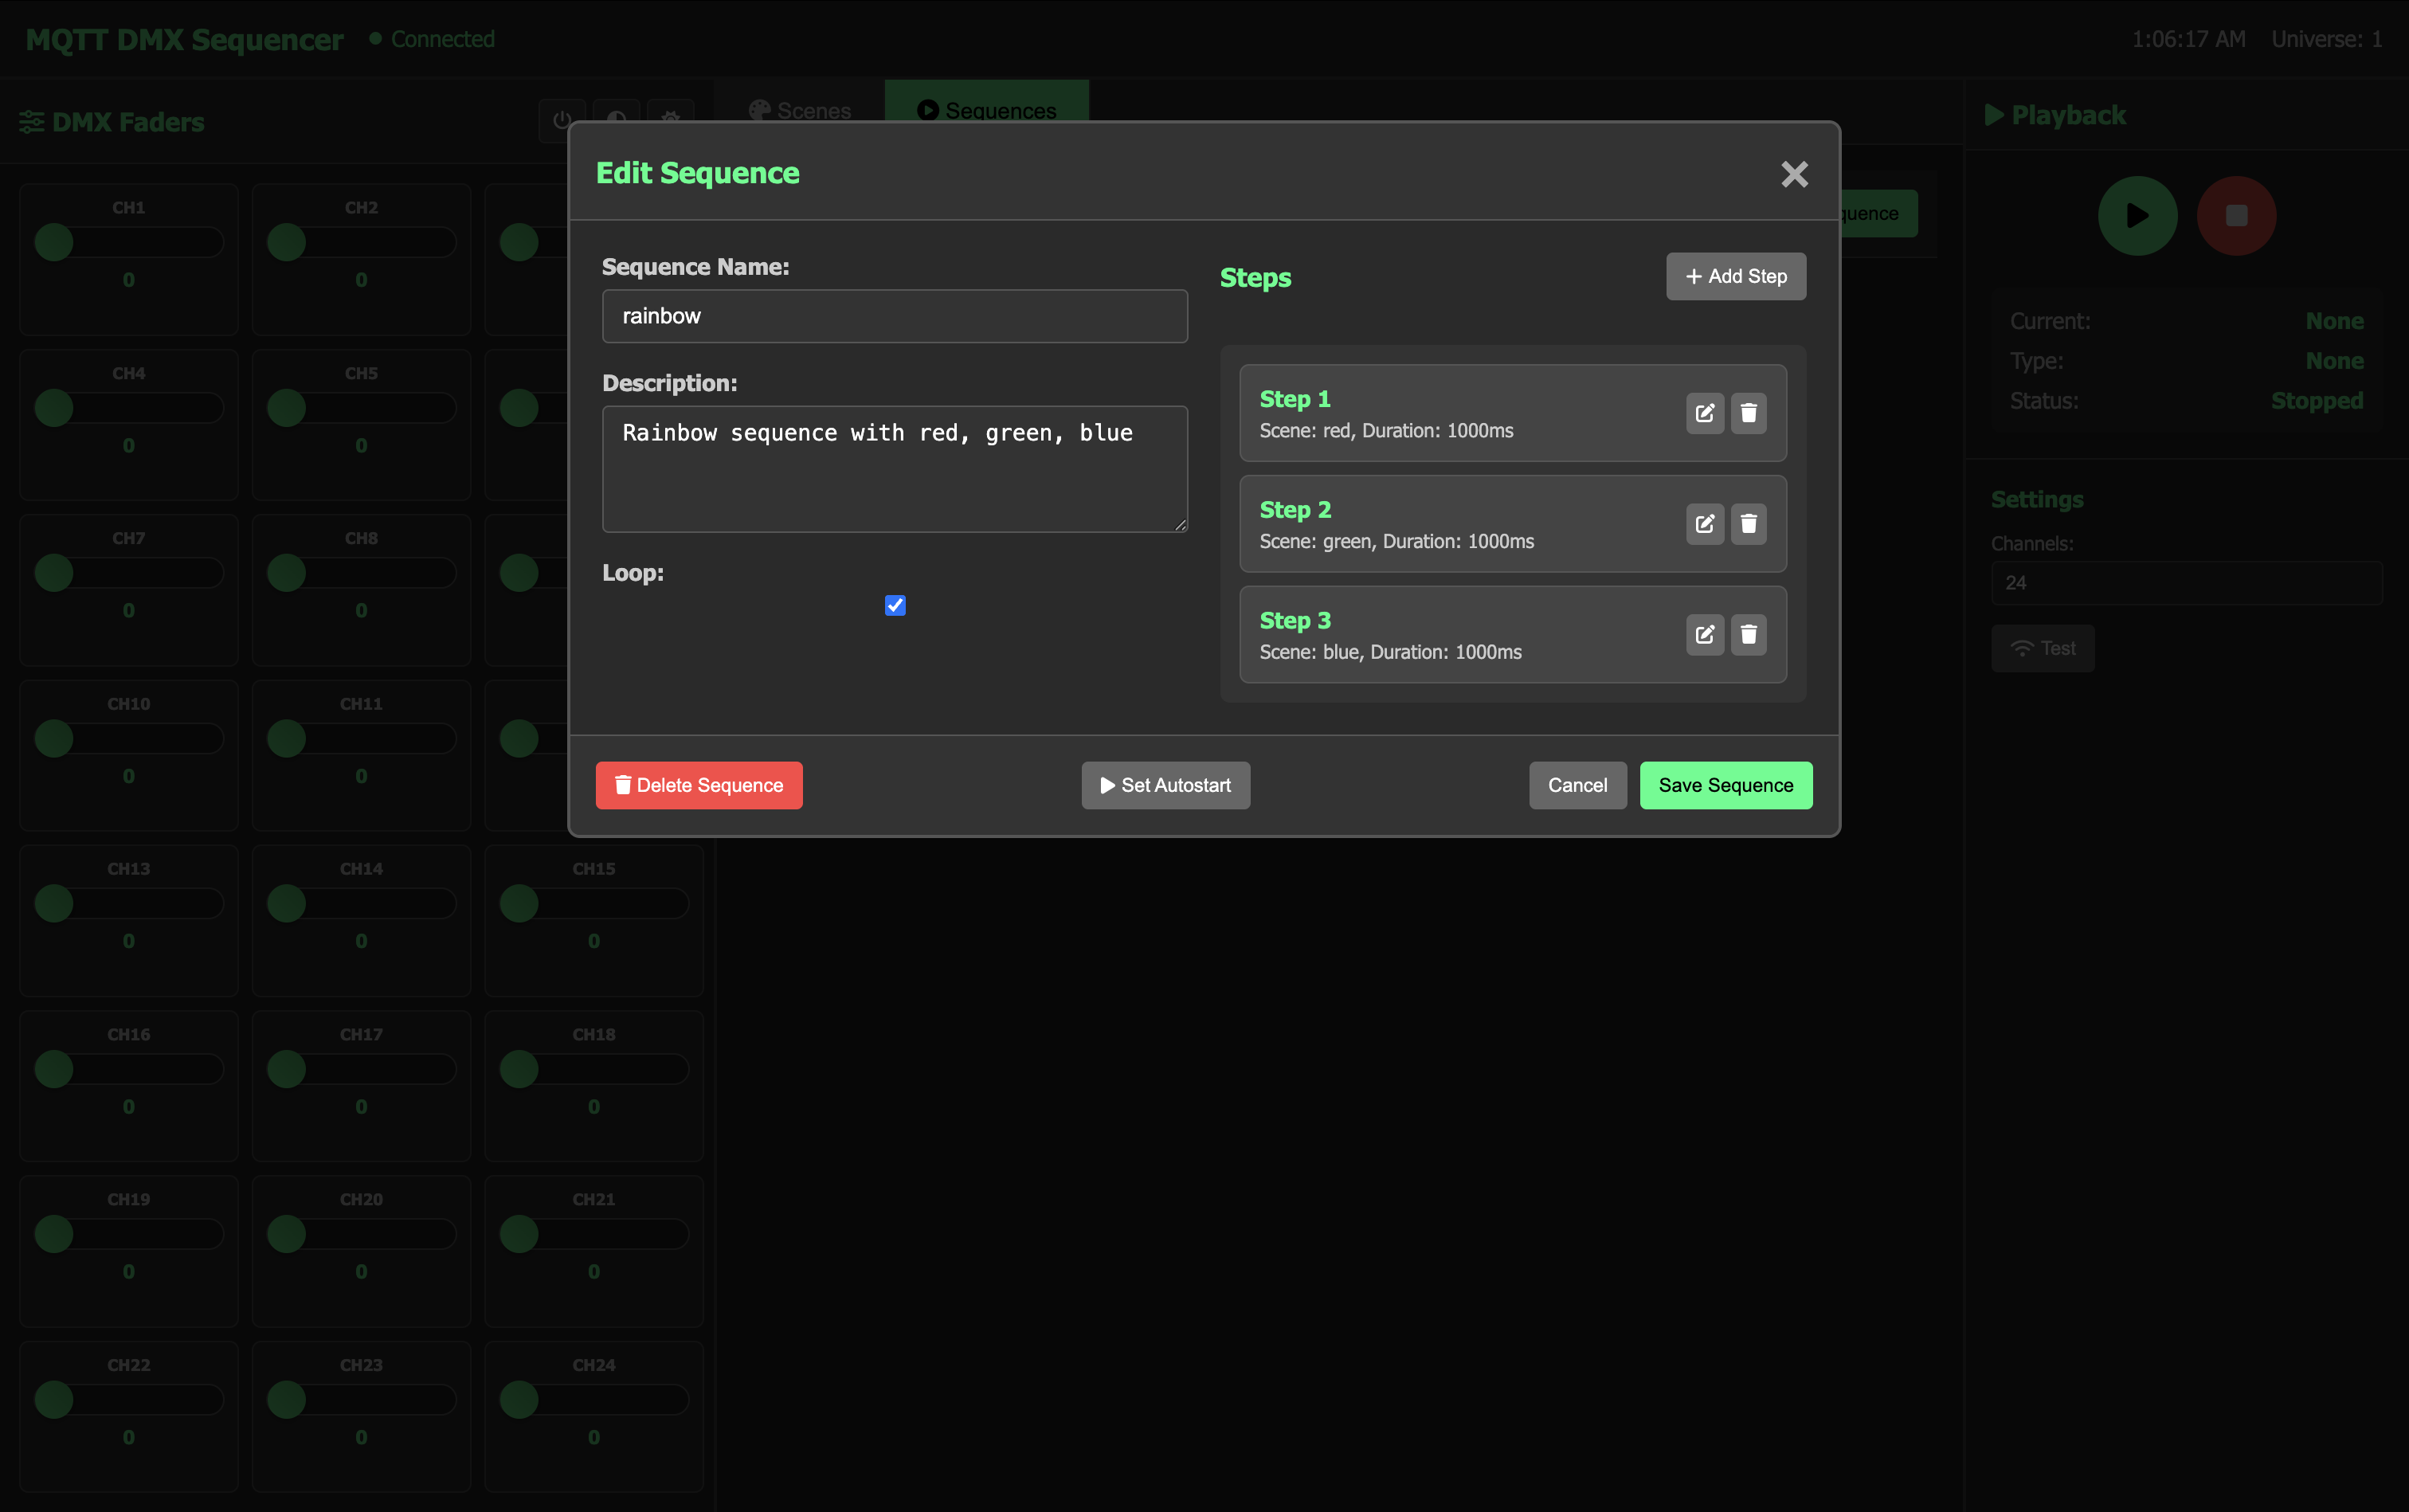 MQTT DMX Sequencer
Connected
1:06:17 AM
Universe: 1
DMX Faders
Scenes
Sequences
Playback
Edit Sequence
Sequence Name:
rainbow
Description:
Rainbow sequence with red, green, blue
Loop:
Steps
Add Step
Step 1
Scene: red, Duration: 1000ms
Step 2
Scene: green, Duration: 1000ms
Step 3
Scene: blue, Duration: 1000ms
Delete Sequence
Set Autostart
Cancel
Save Sequence
CH1
CH2
0
0
CH4
CH5
0
0
CH7
CH8
0
0
CH10
CH11
0
0
CH13
CH14
CH15
0
0
0
CH16
CH17
CH18
0
0
0
CH19
CH20
CH21
0
0
0
CH22
CH23
CH24
0
0
0
Current:
None
Type:
None
Status:
Stopped
Settings
Channels:
24
Test